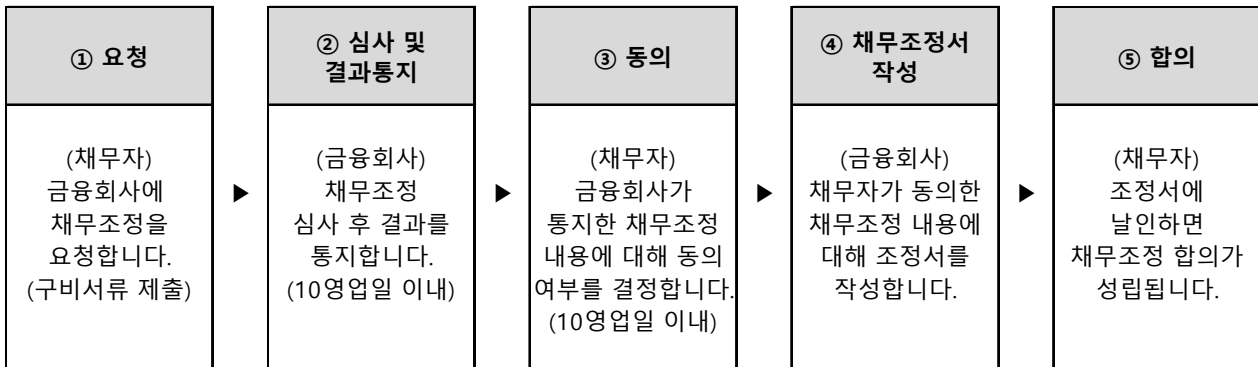 ① 요청
(채무자)
금융회사에
채무조정을
요청합니다.
(구비서류 제출)
▶
② 심사 및
결과통지
(금융회사)
채무조정
심사 후 결과를
통지합니다.
(10영업일 이내)
▶
③ 동의
(채무자)
금융회사가
통지한 채무조정
내용에 대해 동의
여부를 결정합니다.
(10영업일 이내)
▶
④ 채무조정서
작성
(금융회사)
채무자가 동의한
채무조정 내용에
대해 조정서를
작성합니다.
▶
⑤ 합의
(채무자)
조정서에
날인하면
채무조정 합의가
성립됩니다.